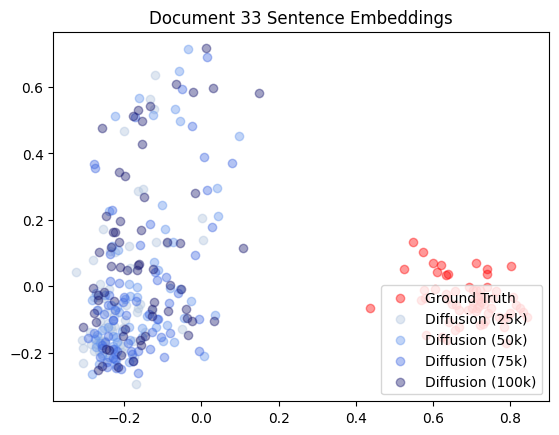 Document 33 Sentence Embeddings
0.6
0.4
0.2
0.0
−0.2
Ground Truth
Diffusion (25k)
Diffusion (50k)
Diffusion (75k)
Diffusion (100k)
−0.2 0.0 0.2 0.4 0.6 0.8